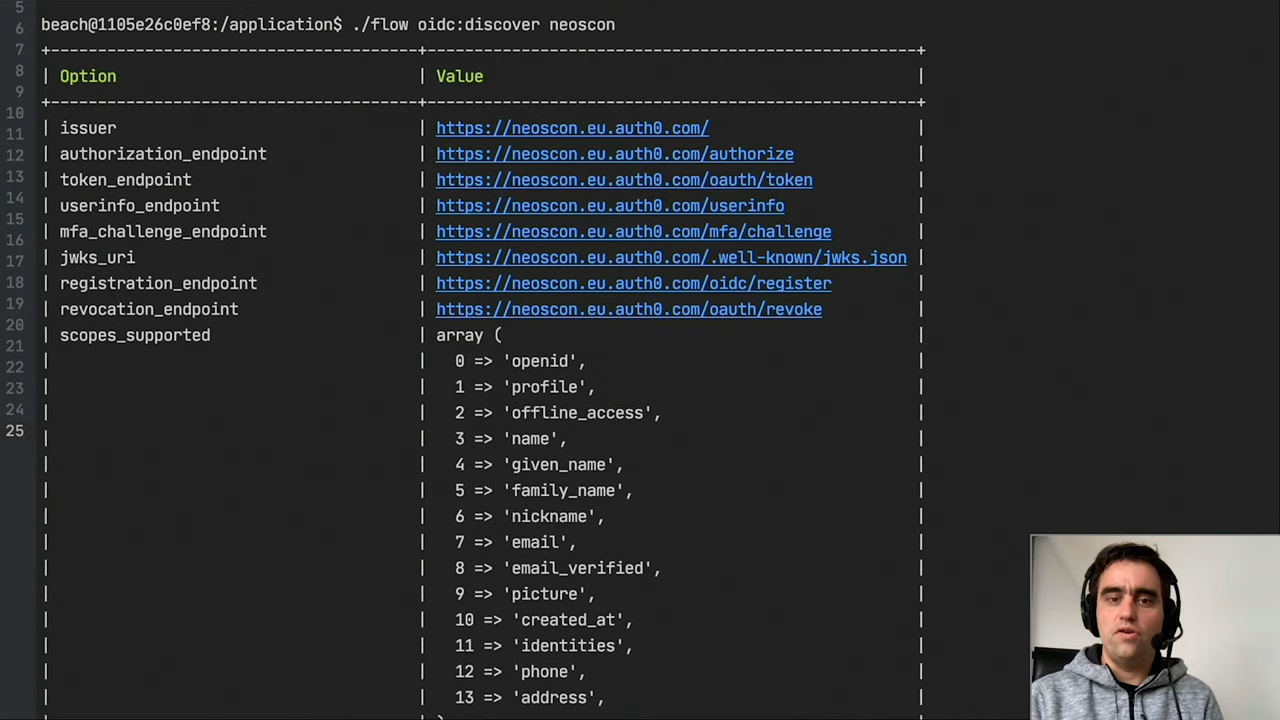 5
6 beach@1105e26c0ef8:/application$ ./flow oidc:discover neoscon
7 +----------------------------------------+-----------------------------------------------------+
8 | Option | Value |
9 +----------------------------------------+-----------------------------------------------------+
10 | issuer | https://neoscon.eu.auth0.com/ |
11 | authorization_endpoint | https://neoscon.eu.auth0.com/authorize |
12 | token_endpoint | https://neoscon.eu.auth0.com/oauth/token |
13 | userinfo_endpoint | https://neoscon.eu.auth0.com/userinfo |
14 | mfa_challenge_endpoint | https://neoscon.eu.auth0.com/mfa/challenge |
15 | jwks_uri | https://neoscon.eu.auth0.com/.well-known/jwks.json |
16 | registration_endpoint | https://neoscon.eu.auth0.com/oidc/register |
17 | revocation_endpoint | https://neoscon.eu.auth0.com/oauth/revoke |
18 | scopes_supported | array (
19 | | 0 => 'openid', |
20 | | 1 => 'profile', |
21 | | 2 => 'offline_access', |
22 | | 3 => 'name', |
23 | | 4 => 'given_name', |
24 | | 5 => 'family_name', |
25 | | 6 => 'nickname', |
| | 7 => 'email', |
| | 8 => 'email_verified', |
| | 9 => 'picture', |
| | 10 => 'created_at', |
| | 11 => 'identities', |
| | 12 => 'phone', |
| | 13 => 'address', |